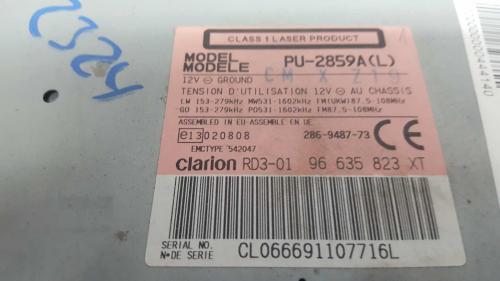 2324
CLASS 1 LASER PRODUCT
MODEL
MODELE PU-2859A(L)
12V ⊖ GROUND CM X Z19
TENSION D'UTILISATION 12V ⊖ AU CHASSIS
LW 153-279kHz MW531-1602kHz FM(UKW)87.5-108MHz
GO 153-279kHz PO531-1602kHz FM87.5-108MHz
ASSEMBLED IN EU-ASSEMBLE EN UE
e13 020808 286-9487-73 CE
EMCTYPE '542047
clarion RD3-01 96 635 823 XT
SERIAL NO.
N° DE SERIE CL066691107716L